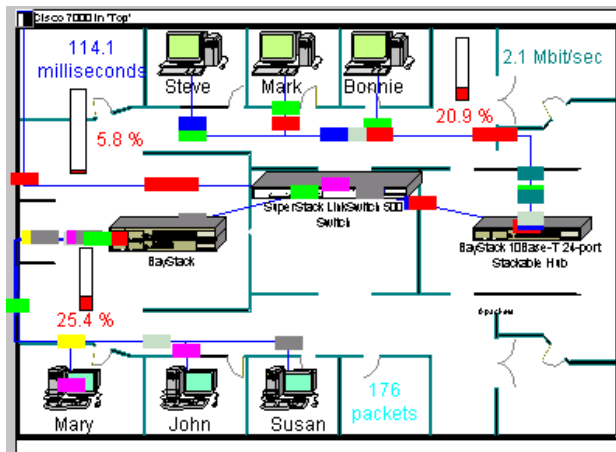 Cisco 7000 in 'Top'
114.1
milliseconds
Steve
Mark
Bonnie
2.1 Mbit/sec
5.8 %
20.9 %
SuperStack LinkSwitch 500
Switch
BayStack
BayStack 10Base-T 24-port
Stackable Hub
25.4 %
176
packets
Mary
John
Susan